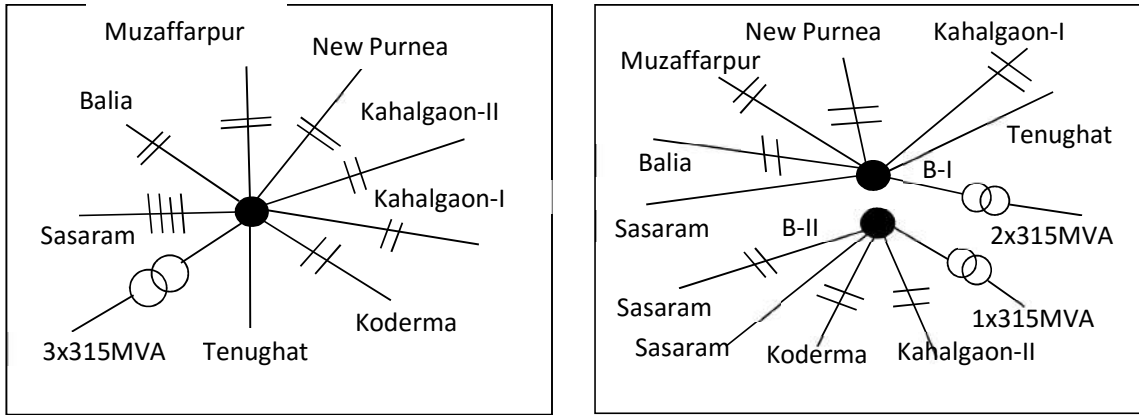 Muzaffarpur
New Purnea
Balia
Kahalgaon-II
Kahalgaon-I
Sasaram
Koderma
3x315MVA
Tenughat
New Purnea
Kahalgaon-I
Muzaffarpur
Tenughat
Balia
B-I
Sasaram
B-II
2x315MVA
Sasaram
1x315MVA
Sasaram
Koderma
Kahalgaon-II